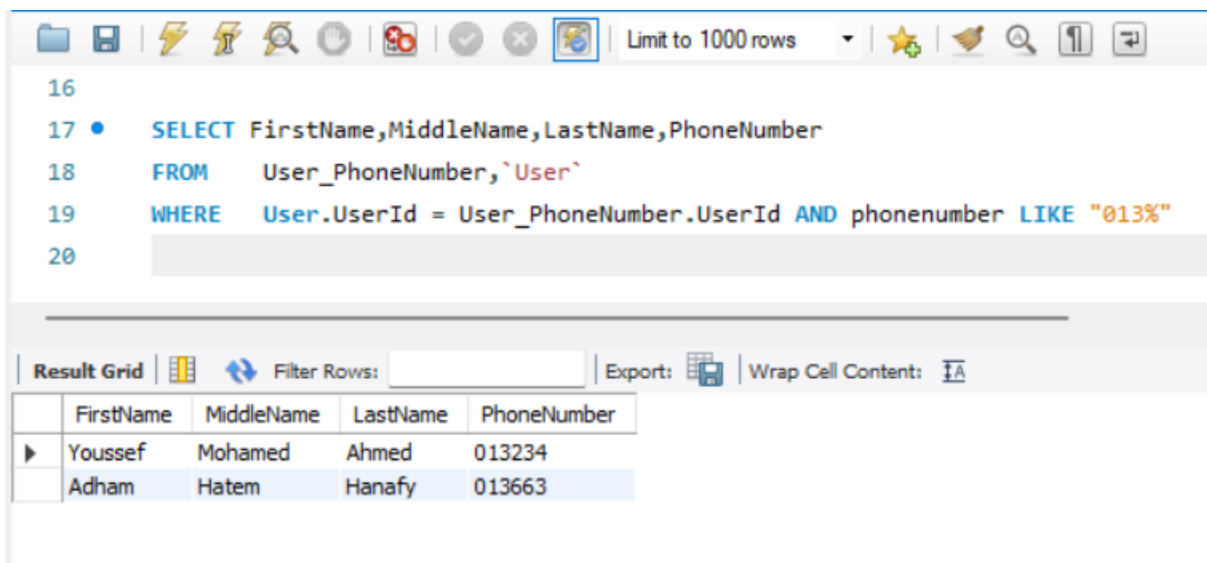 Limit to 1000 rows
16
17 SELECT FirstName,MiddleName,LastName,PhoneNumber
18 FROM User_PhoneNumber,`User`
19 WHERE User.UserId = User_PhoneNumber.UserId AND phonenumber LIKE "013%"
20
Result Grid Filter Rows: Export: Wrap Cell Content:
FirstName MiddleName LastName PhoneNumber
Youssef Mohamed Ahmed 013234
Adham Hatem Hanafy 013663